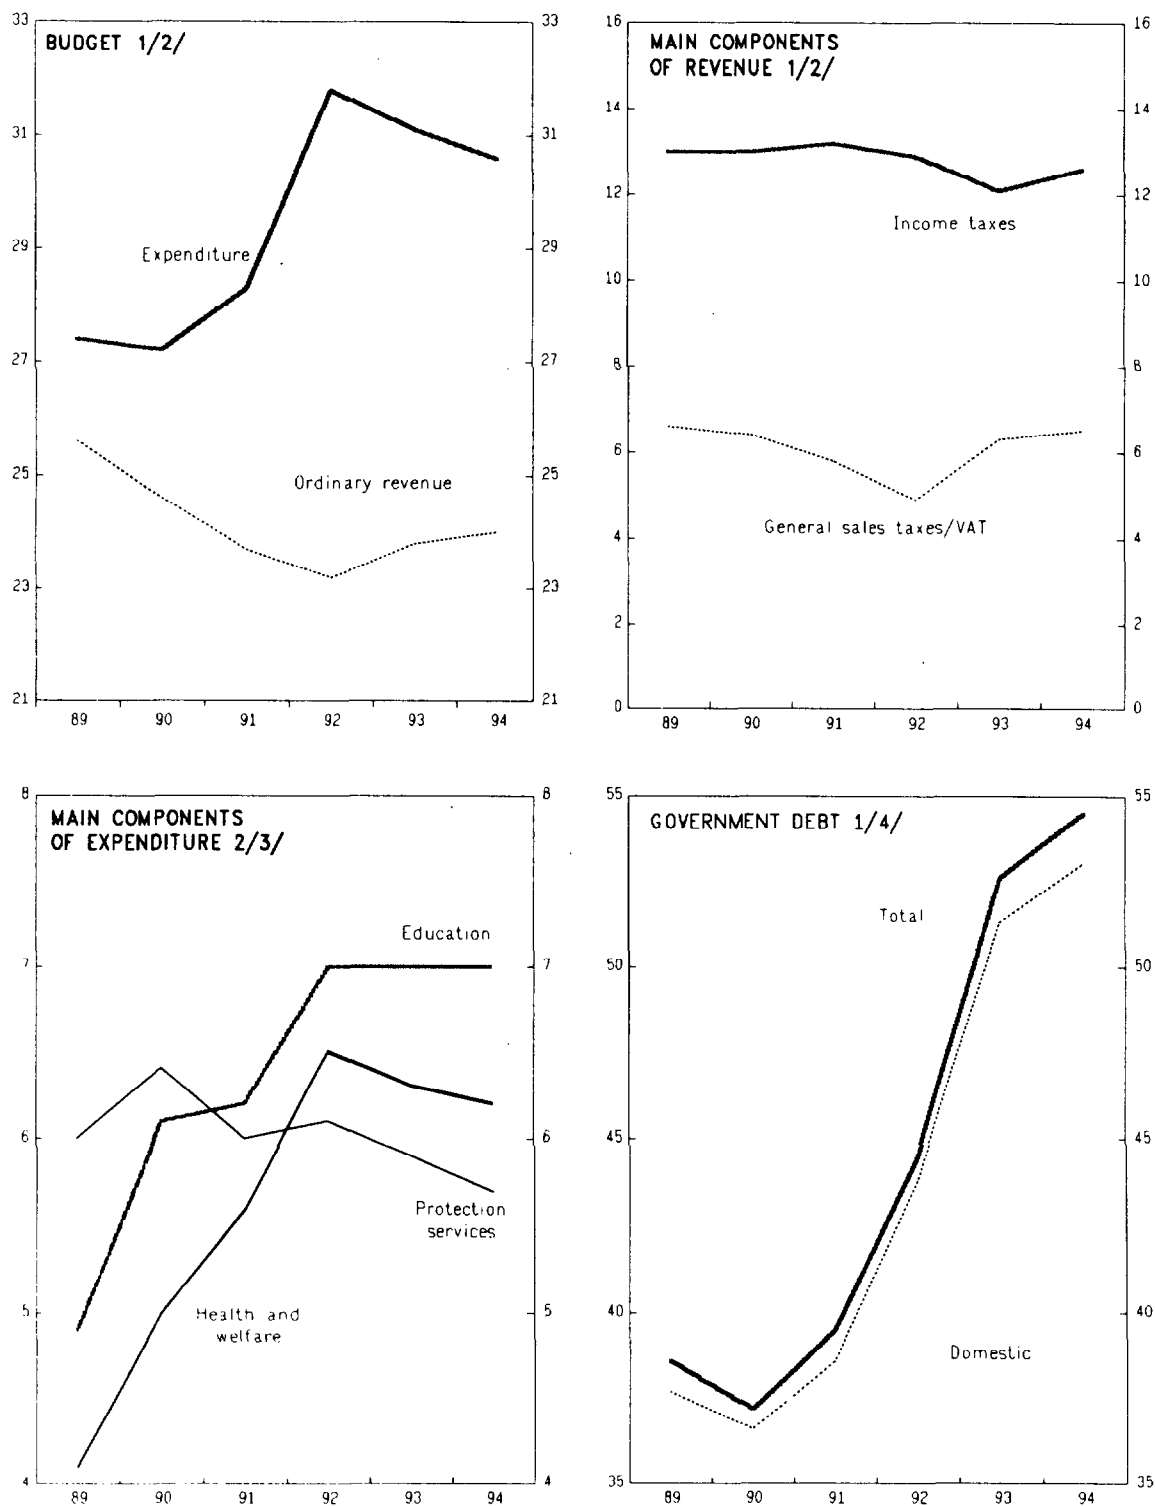 BUDGET 1/2/
33
31
29
27
25
23
21
33
31
29
27
25
23
21
Expenditure
Ordinary revenue
89 90 91 92 93 94
MAIN COMPONENTS
OF REVENUE 1/2/
16
14
12
10
8
6
4
2
0
16
14
12
10
8
6
4
2
0
Income taxes
General sales taxes/VAT
89 90 91 92 93 94
MAIN COMPONENTS
OF EXPENDITURE 2/3/
8
7
6
5
4
8
7
6
5
4
Education
Protection
services
Health and
welfare
89 90 91 92 93 94
GOVERNMENT DEBT 1/4/
55
50
45
40
35
55
50
45
40
35
Total
Domestic
89 90 91 92 93 94